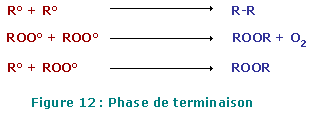 R° + R° → R-R
ROO° + ROO° → ROOR + O₂
R° + ROO° → ROOR
Figure 12 : Phase de terminaison